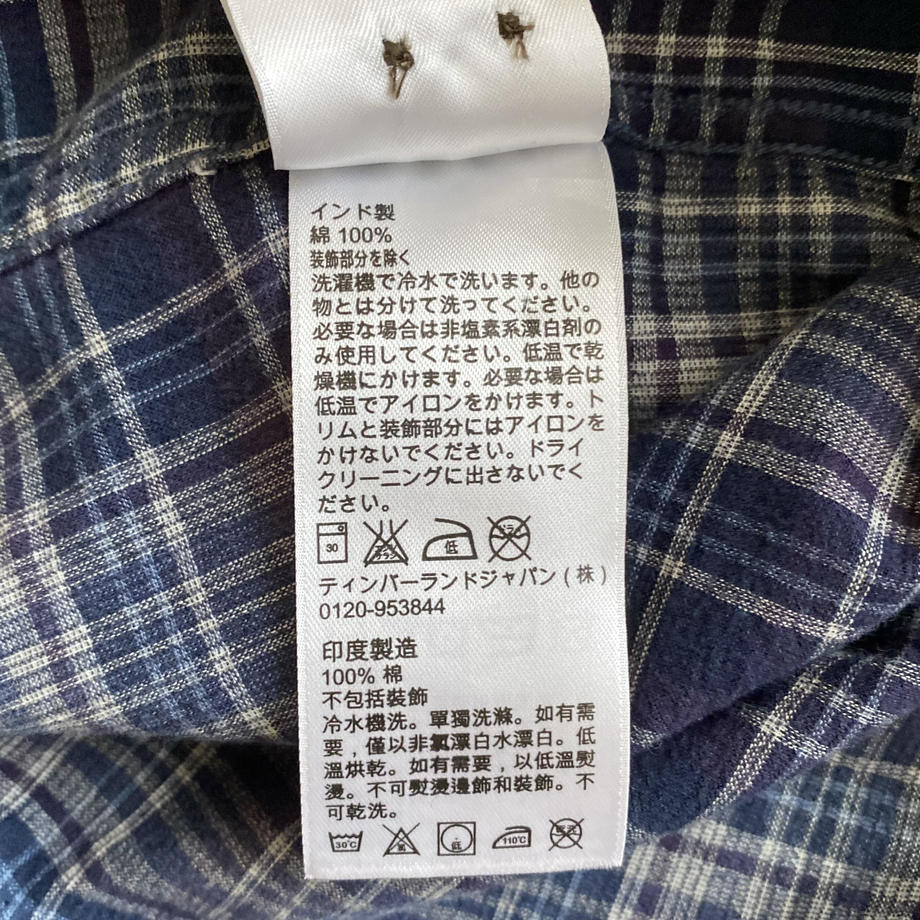 インド製
綿 100%
装飾部分を除く
洗濯機で冷水で洗います。他の
物とは分けて洗ってください。
必要な場合は非塩素系漂白剤の
み使用してください。低温で乾
燥機にかけます。必要な場合は
低温でアイロンをかけます。ト
リムと装飾部分にはアイロンを
かけないでください。ドライ
クリーニングに出さないでく
ださい。
30 低 ドライ
ティンバーランドジャパン(株)
0120-953844
印度製造
100% 棉
不包括裝飾
冷水機洗。單獨洗滌。如有需
要，僅以非氯漂白水漂白。低
溫烘乾。如有需要，以低溫熨
燙。不可熨燙邊飾和裝飾。不
可乾洗。
30°C 氯 低 110°C 乾洗